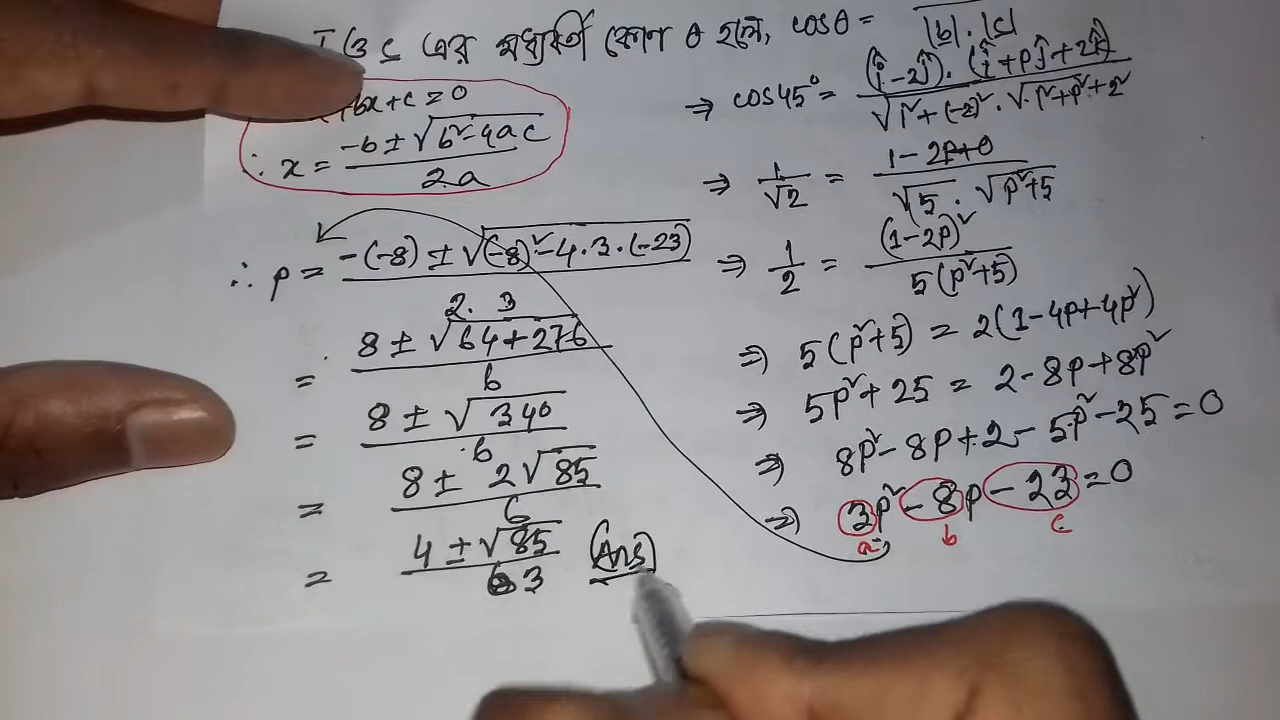 ও c এর মধ্যবর্তী কোণ θ হলে, cosθ = |b|.|c|
⇒ cos45° = (î-2ĵ).(î+pĵ+2k̂) / √1²+(-2)².√1²+p²+2²
⇒ 1/√2 = 1-2p+0 / √5.√p²+5
⇒ 1/2 = (1-2p)² / 5(p²+5)
⇒ 5(p²+5) = 2(1-4p+4p²)
⇒ 5p²+25 = 2-8p+8p²
⇒ 8p²-8p+2-5p²-25=0
⇒ 3p²-8p-23=0
a b c
bx+c=0
∴ x = -b±√b²-4ac / 2a
∴ p = -(-8)±√(-8)²-4.3.(-23) / 2.3
= 8±√64+276 / 6
= 8±√340 / 6
= 8±2√85 / 6
= 4±√85 / 3 (Ans)